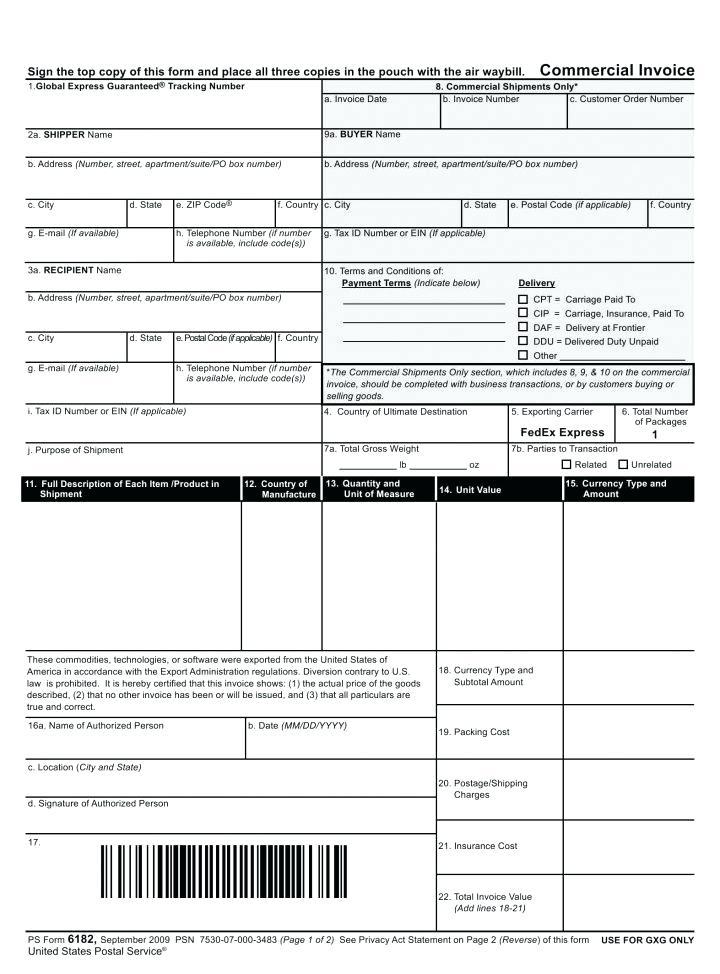 Sign the top copy of this form and place all three copies in the pouch with the air waybill. Commercial Invoice
1.Global Express Guaranteed® Tracking Number
8. Commercial Shipments Only*
a. Invoice Date
b. Invoice Number
c. Customer Order Number
2a. SHIPPER Name
9a. BUYER Name
b. Address (Number, street, apartment/suite/PO box number)
b. Address (Number, street, apartment/suite/PO box number)
c. City
d. State
e. ZIP Code®
f. Country
c. City
d. State
e. Postal Code (if applicable)
f. Country
g. E-mail (If available)
h. Telephone Number (if number
is available, include code(s))
g. Tax ID Number or EIN (If applicable)
3a. RECIPIENT Name
10. Terms and Conditions of:
Payment Terms (Indicate below)
Delivery
b. Address (Number, street, apartment/suite/PO box number)
CPT = Carriage Paid To
CIP = Carriage, Insurance, Paid To
DAF = Delivery at Frontier
DDU = Delivered Duty Unpaid
Other
c. City
d. State
e. Postal Code (if applicable)
f. Country
g. E-mail (If available)
h. Telephone Number (if number
is available, include code(s))
*The Commercial Shipments Only section, which includes 8, 9, & 10 on the commercial
invoice, should be completed with business transactions, or by customers buying or
selling goods.
i. Tax ID Number or EIN (If applicable)
4. Country of Ultimate Destination
5. Exporting Carrier
FedEx Express
6. Total Number
of Packages
1
j. Purpose of Shipment
7a. Total Gross Weight
lb oz
7b. Parties to Transaction
Related Unrelated
11. Full Description of Each Item /Product in
Shipment
12. Country of
Manufacture
13. Quantity and
Unit of Measure
14. Unit Value
15. Currency Type and
Amount
These commodities, technologies, or software were exported from the United States of
America in accordance with the Export Administration regulations. Diversion contrary to U.S.
law is prohibited. It is hereby certified that this invoice shows: (1) the actual price of the goods
described, (2) that no other invoice has been or will be issued, and (3) that all particulars are
true and correct.
18. Currency Type and
Subtotal Amount
16a. Name of Authorized Person
b. Date (MM/DD/YYYY)
19. Packing Cost
c. Location (City and State)
20. Postage/Shipping
Charges
d. Signature of Authorized Person
17.
21. Insurance Cost
22. Total Invoice Value
(Add lines 18-21)
PS Form 6182, September 2009 PSN 7530-07-000-3483 (Page 1 of 2) See Privacy Act Statement on Page 2 (Reverse) of this form USE FOR GXG ONLY
United States Postal Service®